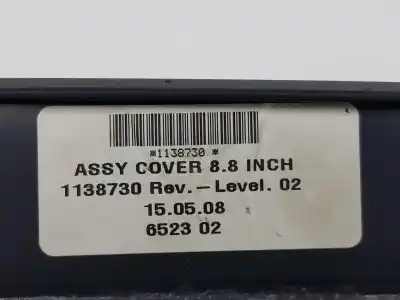 *1138730 *
ASSY COVER 8.8 INCH
1138730 Rev.-Level. 02
15.05.08
6523 02